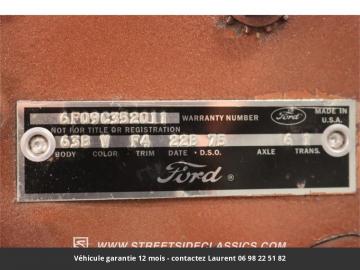 6F09C352011 WARRANTY NUMBER Ford MADE IN U.S.A.
NOT FOR TITLE OR REGISTRATION
63B V F4 22B 75 6
BODY COLOR TRIM DATE • D.S.O. AXLE TRANS.
Ford ®
WWW.STREETSIDECLASSICS.COM
Véhicule garantie 12 mois - contactez Laurent 06 98 22 51 82